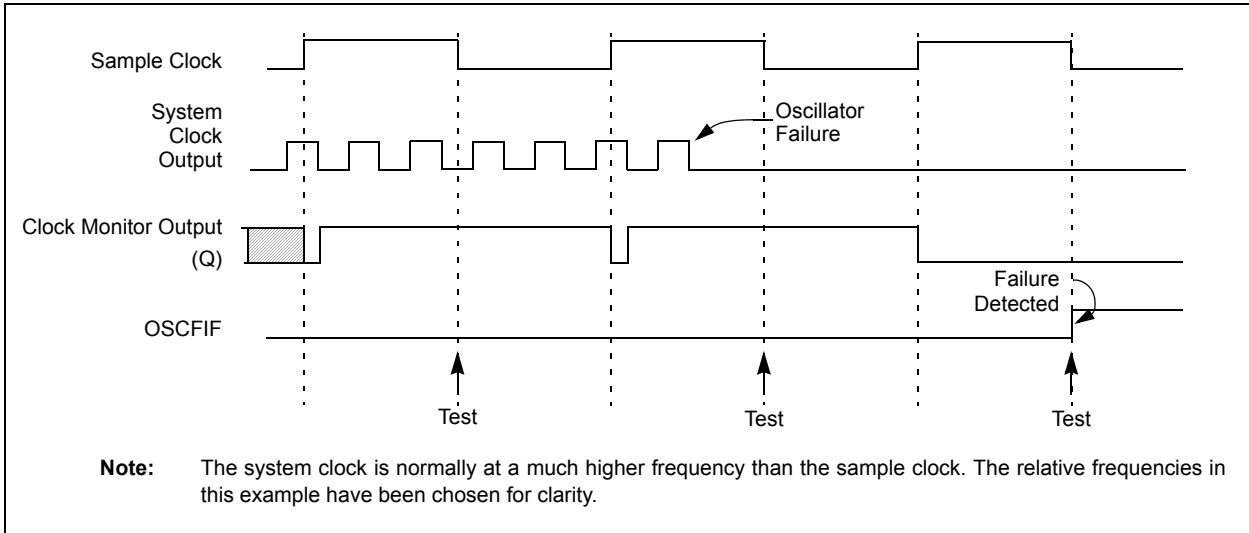 Sample Clock
System
Clock
Output
Oscillator
Failure
Clock Monitor Output
(Q)
Failure
Detected
OSCFIF
Test
Test
Test
Note: The system clock is normally at a much higher frequency than the sample clock. The relative frequencies in
this example have been chosen for clarity.